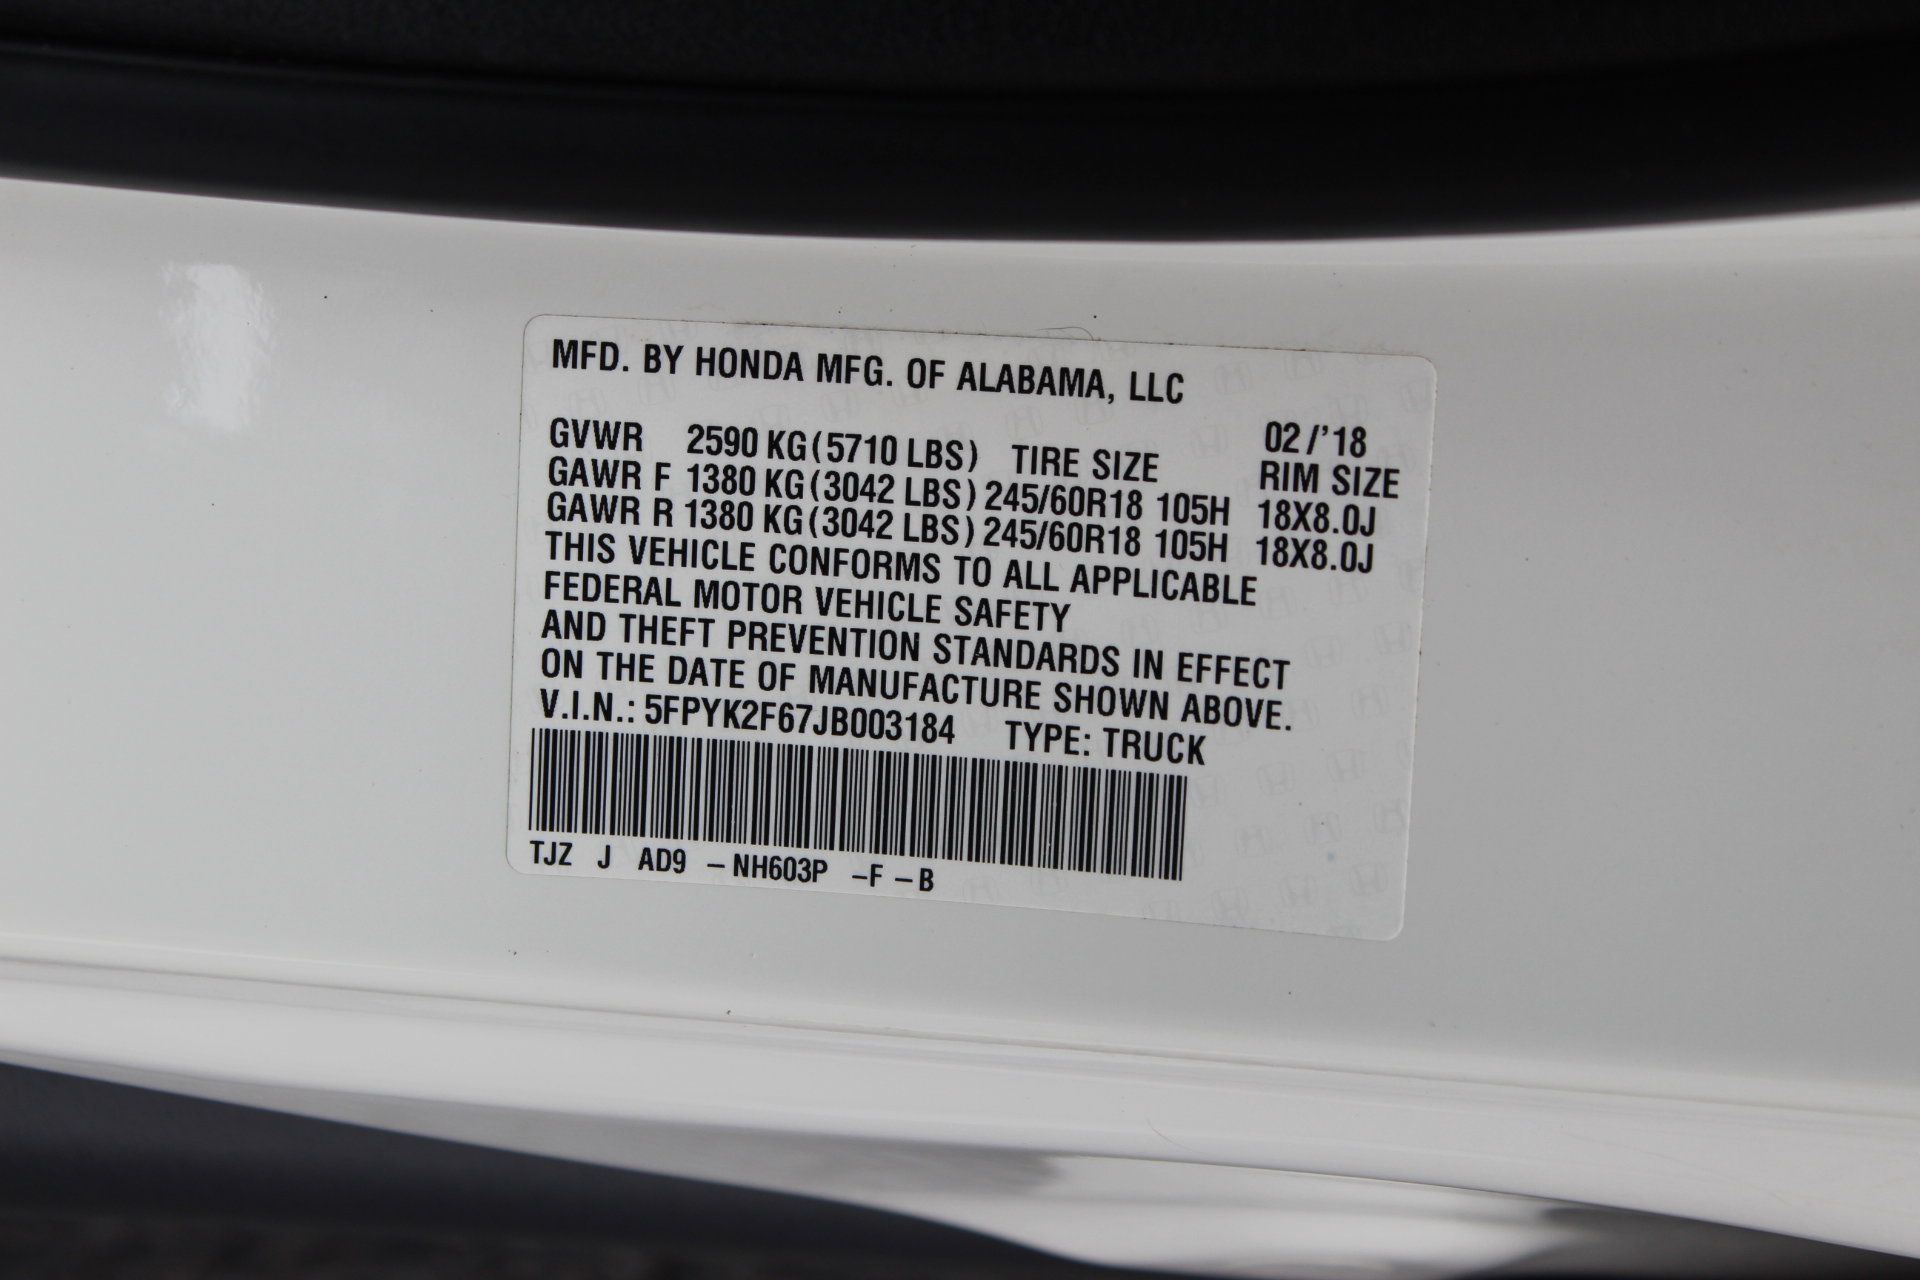 MFD. BY HONDA MFG. OF ALABAMA, LLC
02/'18
GVWR 2590 KG(5710 LBS) TIRE SIZE RIM SIZE
GAWR F 1380 KG(3042 LBS) 245/60R18 105H 18X8.0J
GAWR R 1380 KG(3042 LBS) 245/60R18 105H 18X8.0J
THIS VEHICLE CONFORMS TO ALL APPLICABLE
FEDERAL MOTOR VEHICLE SAFETY
AND THEFT PREVENTION STANDARDS IN EFFECT
ON THE DATE OF MANUFACTURE SHOWN ABOVE.
V.I.N.: 5FPYK2F67JB003184 TYPE: TRUCK
TJZ J AD9 –NH603P –F –B